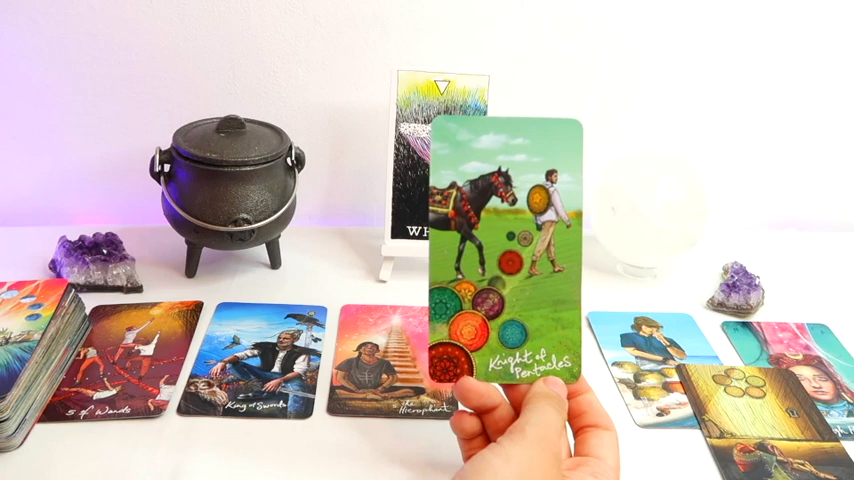 WH
Knight of
Pentacles
5 of Wands
King of Swords
The
Hierophant